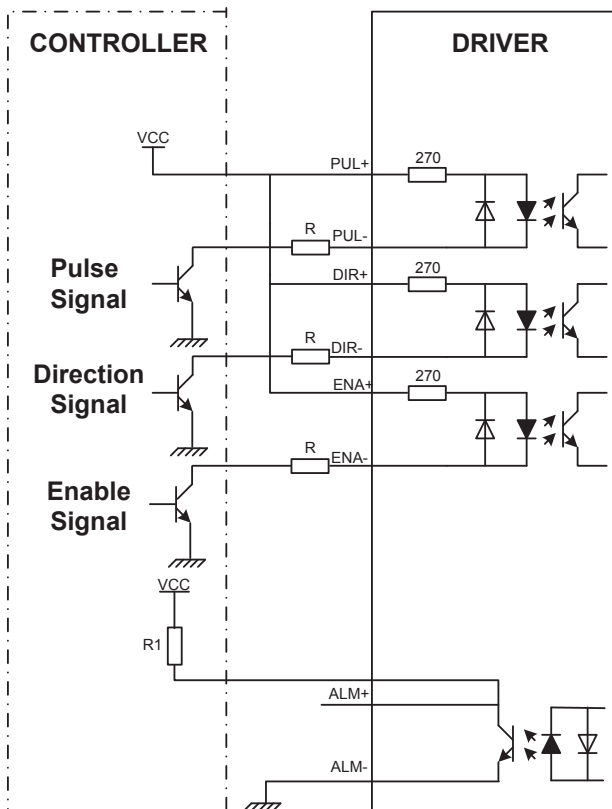 CONTROLLER
DRIVER
VCC
PUL+
270
R
PUL-
Pulse
Signal
DIR+
270
R
DIR-
Direction
Signal
ENA+
270
R
ENA-
Enable
Signal
VCC
R1
ALM+
ALM-